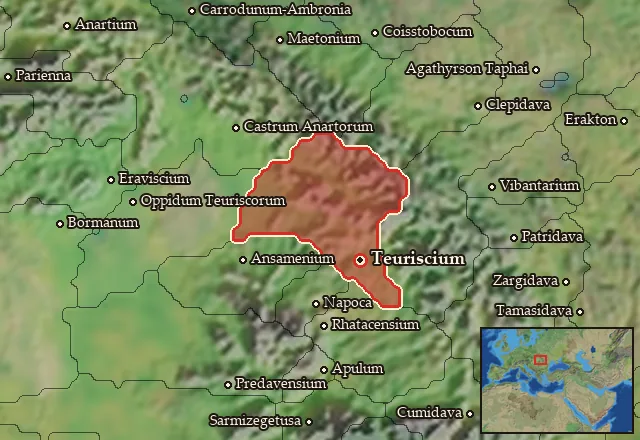 Carrodunum-Ambronia
Anartium
Coisstobocum
Maetonium
Agathyrson Taphai
Parienna
Clepidava
Erakton
Castrum Anartorum
Eraviscium
Vibantarium
Oppidum Teuriscorum
Bormanum
Patridava
Ansamenium
Teuriscium
Zargidava
Napoca
Tamasidava
Rhatacensium
Apulum
Predavensium
Cumidava
Sarmizegetusa